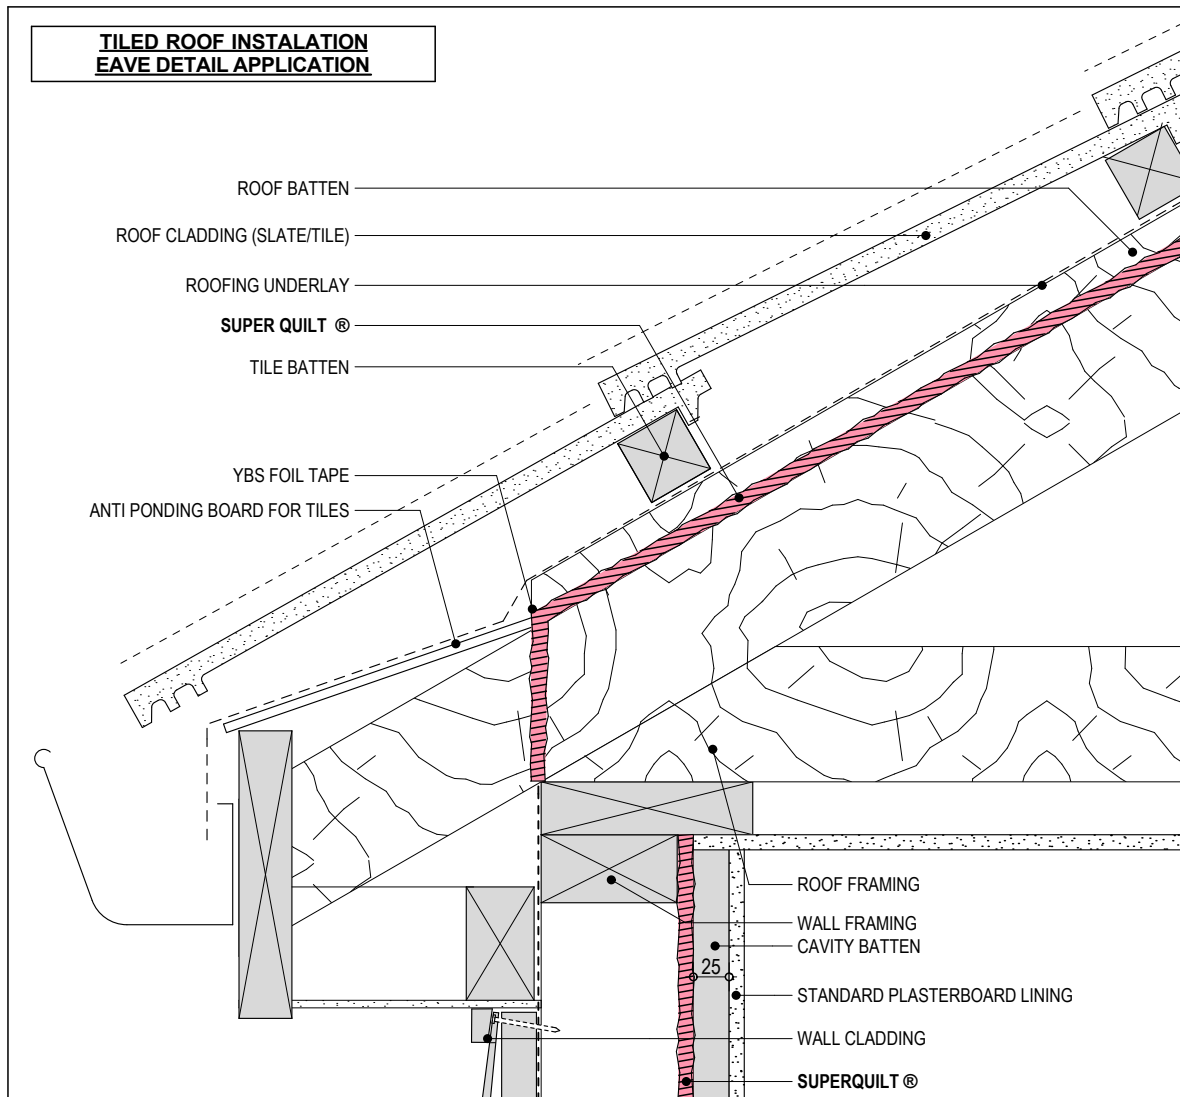 TILED ROOF INSTALATION
EAVE DETAIL APPLICATION
ROOF BATTEN
ROOF CLADDING (SLATE/TILE)
ROOFING UNDERLAY
SUPER QUILT ®
TILE BATTEN
YBS FOIL TAPE
ANTI PONDING BOARD FOR TILES
ROOF FRAMING
WALL FRAMING
CAVITY BATTEN
25
STANDARD PLASTERBOARD LINING
WALL CLADDING
SUPERQUILT ®